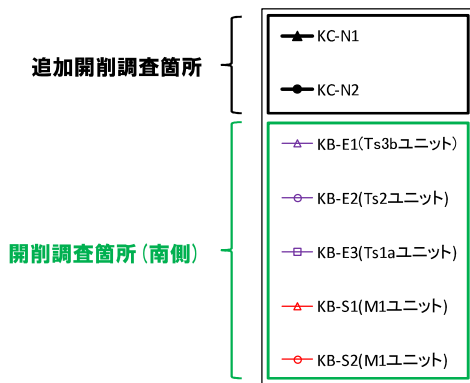 追加開削調査箇所
KC-N1
KC-N2
開削調査箇所(南側)
KB-E1(Ts3bユニット)
KB-E2(Ts2ユニット)
KB-E3(Ts1aユニット)
KB-S1(M1ユニット)
KB-S2(M1ユニット)